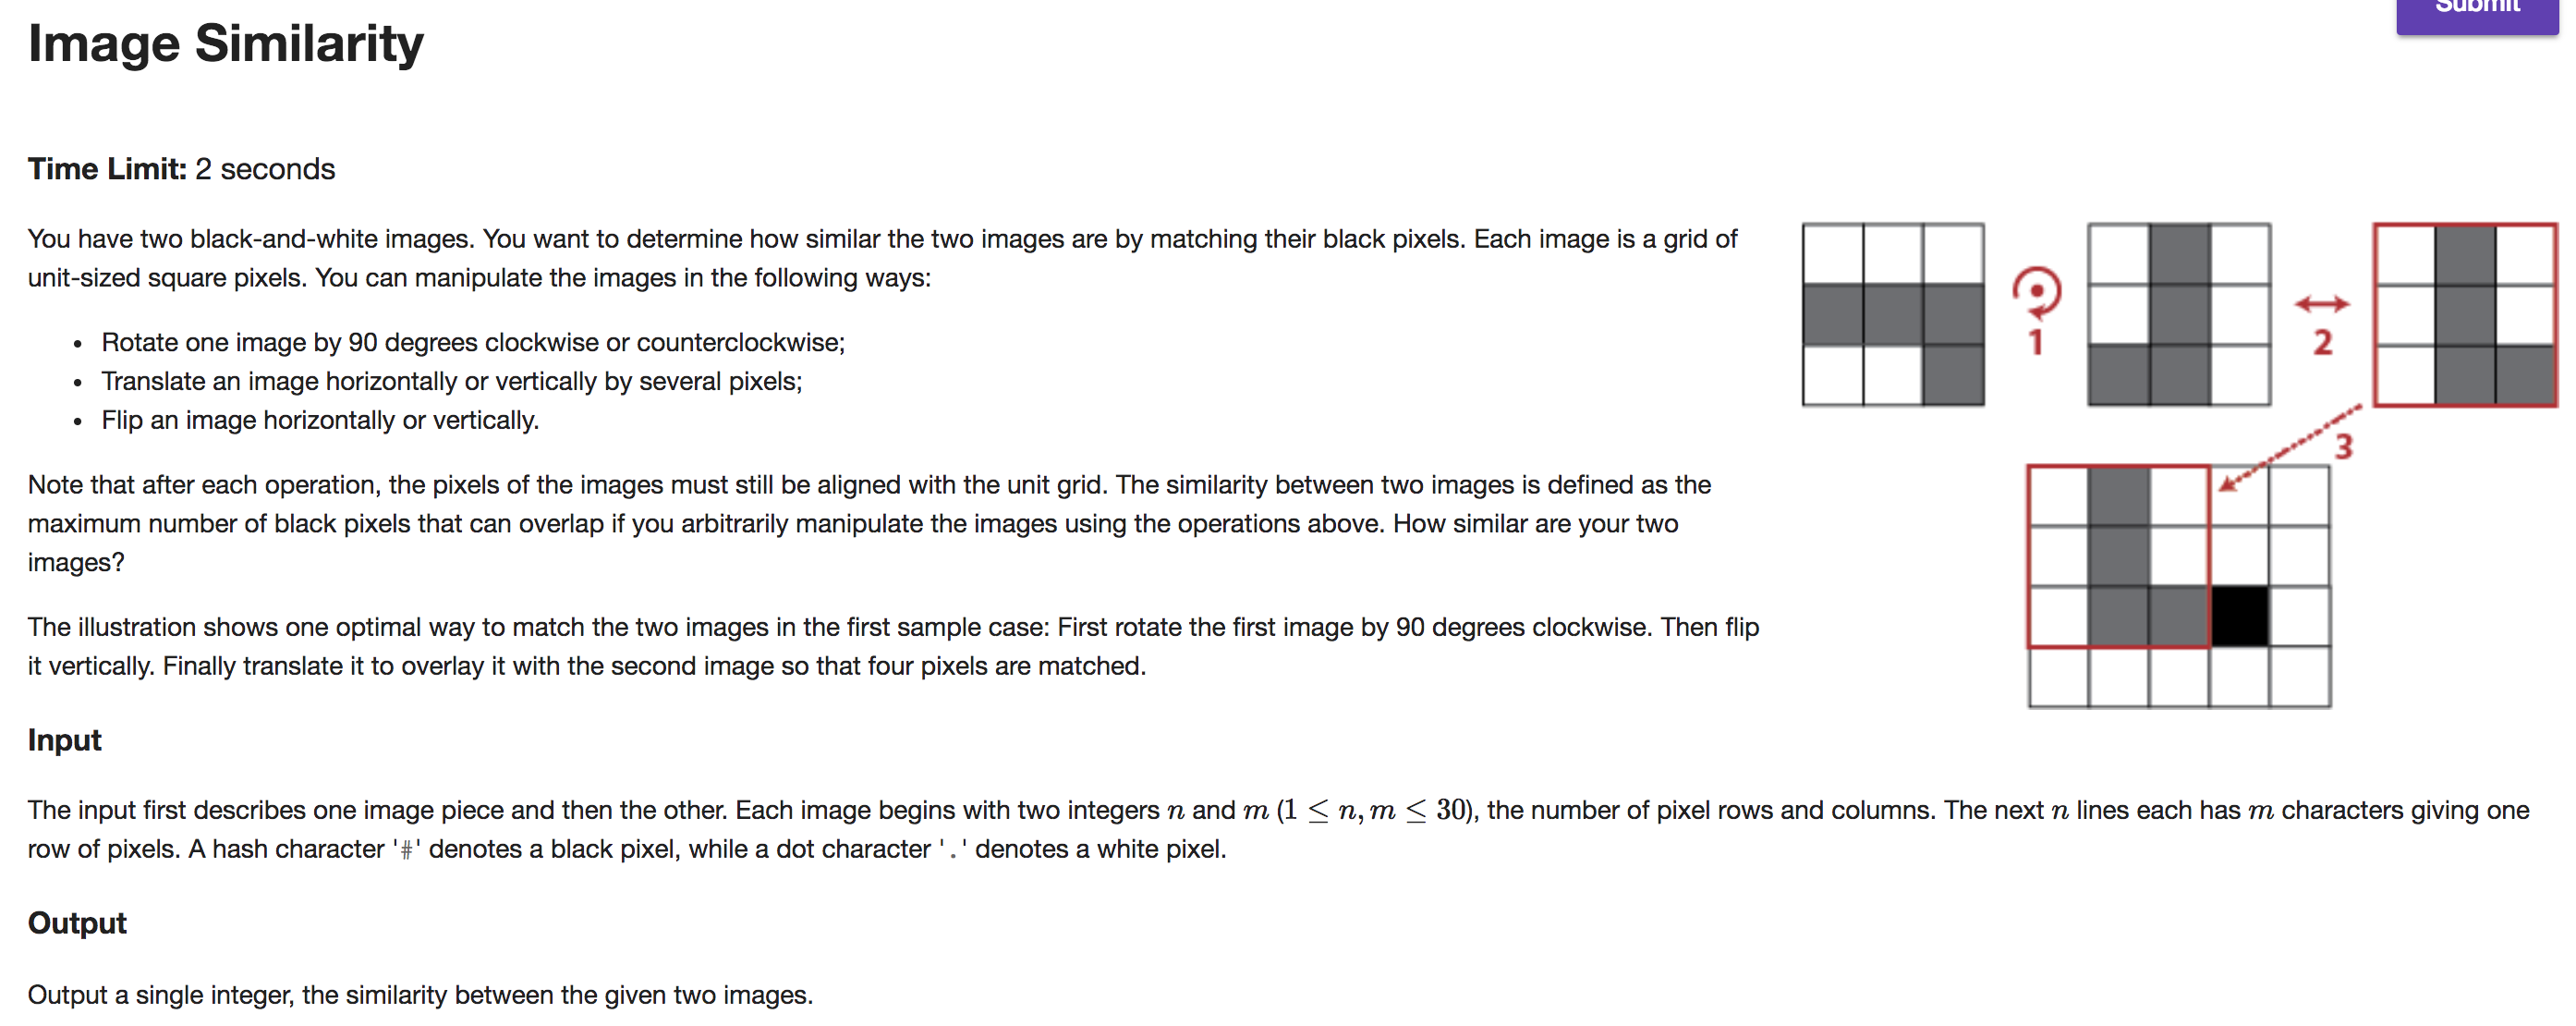 Submit
Image Similarity
Time Limit: 2 seconds
You have two black-and-white images. You want to determine how similar the two images are by matching their black pixels. Each image is a grid of
unit-sized square pixels. You can manipulate the images in the following ways:
• Rotate one image by 90 degrees clockwise or counterclockwise;
• Translate an image horizontally or vertically by several pixels;
• Flip an image horizontally or vertically.
1
2
3
Note that after each operation, the pixels of the images must still be aligned with the unit grid. The similarity between two images is defined as the
maximum number of black pixels that can overlap if you arbitrarily manipulate the images using the operations above. How similar are your two
images?
The illustration shows one optimal way to match the two images in the first sample case: First rotate the first image by 90 degrees clockwise. Then flip
it vertically. Finally translate it to overlay it with the second image so that four pixels are matched.
Input
The input first describes one image piece and then the other. Each image begins with two integers n and m (1 ≤ n, m ≤ 30), the number of pixel rows and columns. The next n lines each has m characters giving one
row of pixels. A hash character '#' denotes a black pixel, while a dot character '.' denotes a white pixel.
Output
Output a single integer, the similarity between the given two images.